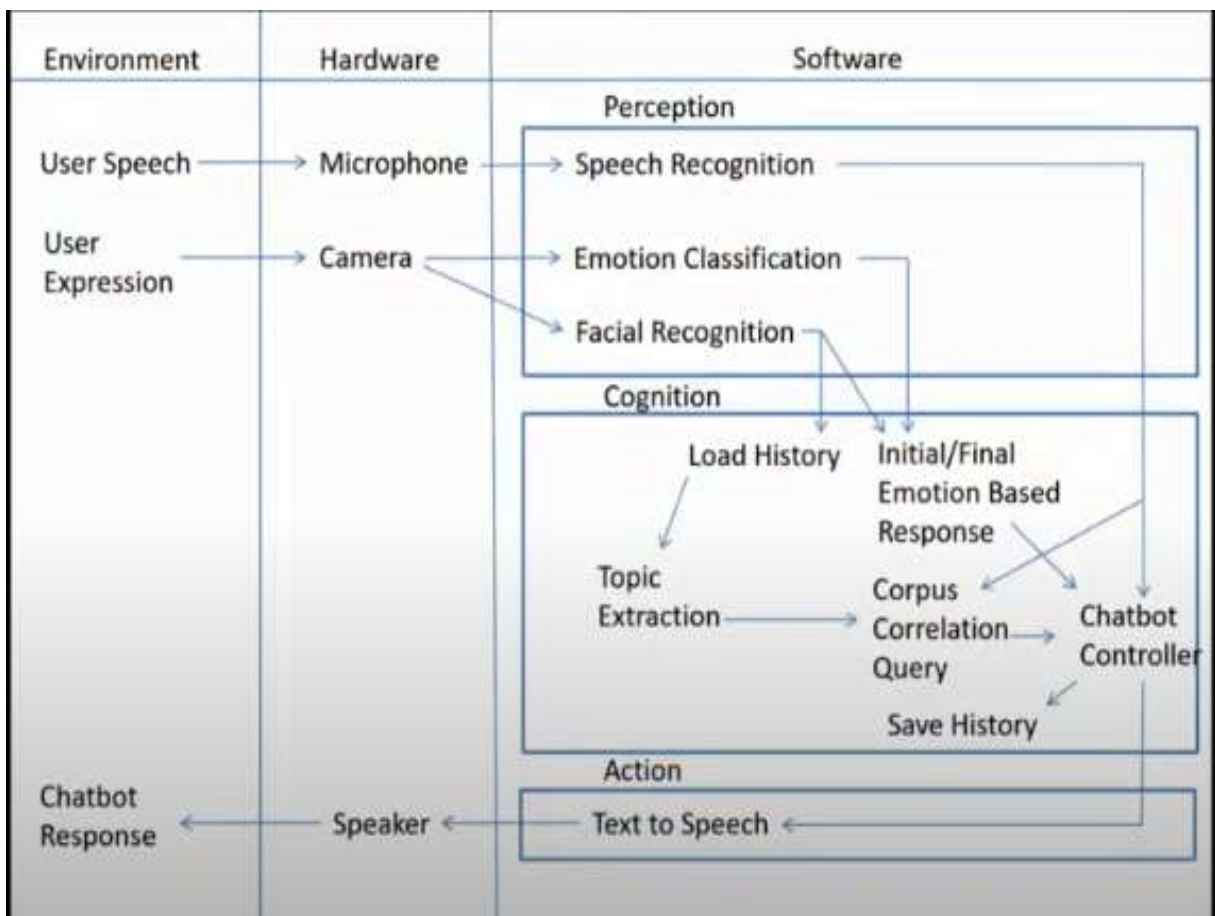 Environment
Hardware
Software
Perception
User Speech
Microphone
Speech Recognition
User
Expression
Camera
Emotion Classification
Facial Recognition
Cognition
Load History
Initial/Final
Emotion Based
Response
Topic
Extraction
Corpus
Correlation
Query
Chatbot
Controller
Save History
Action
Chatbot
Response
Speaker
Text to Speech